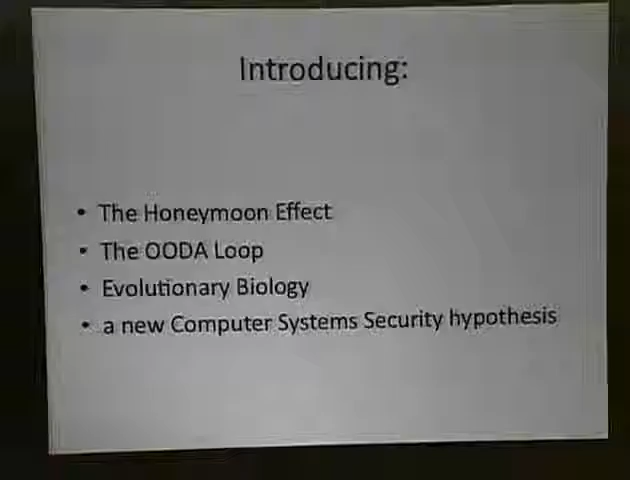 Introducing:
• The Honeymoon Effect
• The OODA Loop
• Evolutionary Biology
• a new Computer Systems Security hypothesis